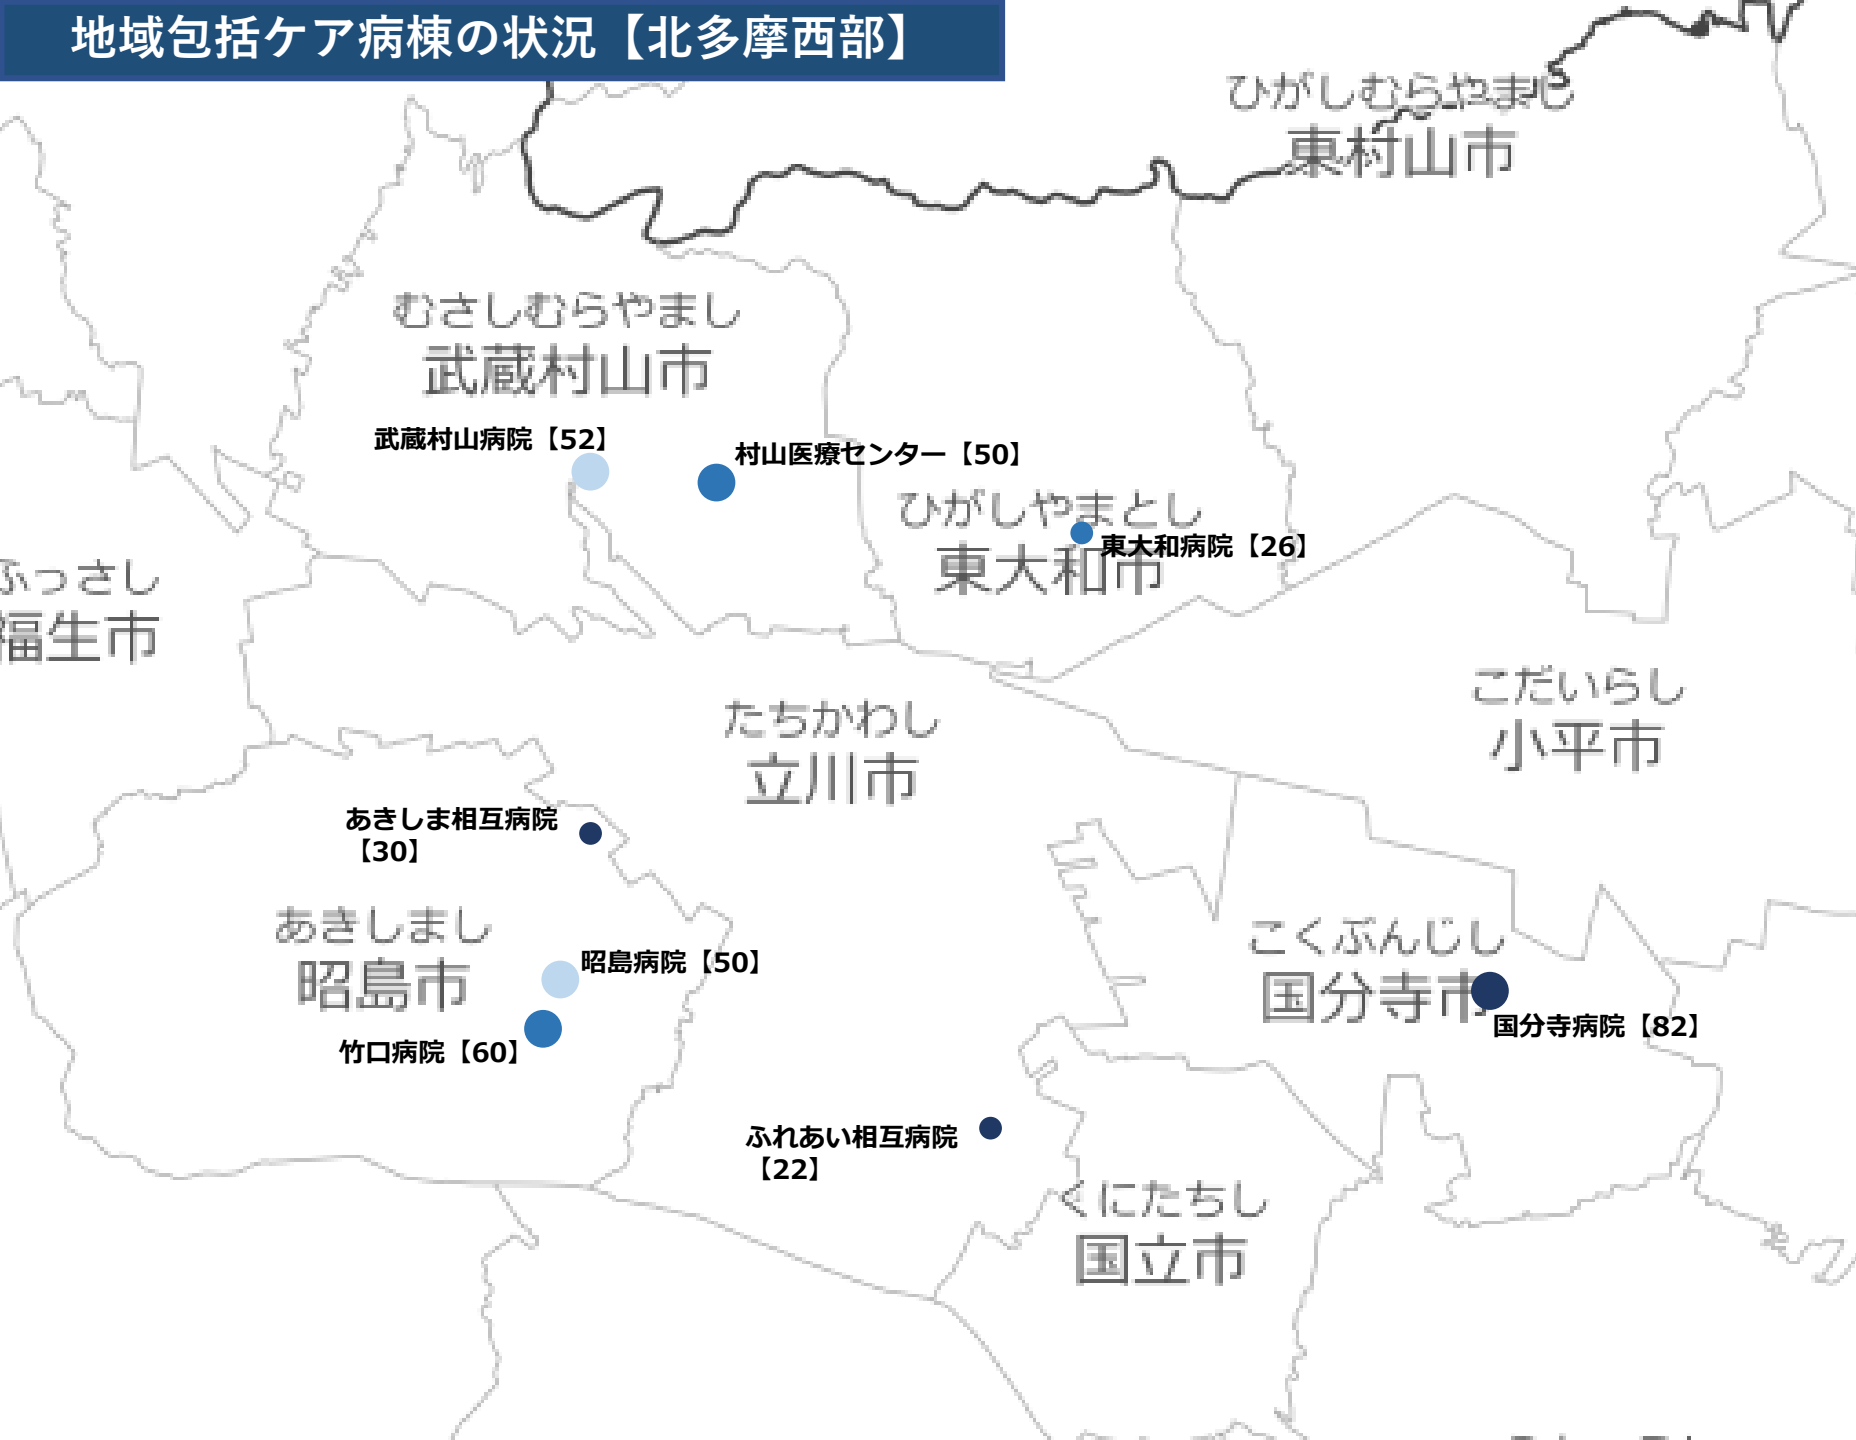 地域包括ケア病棟の状況【北多摩西部】
ひがしむらやまし
東村山市
むさしむらやまし
武蔵村山市
武蔵村山病院【52】
村山医療センター【50】
ひがしやまとし
東大和市
東大和病院【26】
ふっさし
福生市
こだいらし
小平市
たちかわし
立川市
あきしま相互病院
【30】
あきしまし
昭島市
昭島病院【50】
竹口病院【60】
こくぶんじし
国分寺市
国分寺病院【82】
ふれあい相互病院
【22】
くにたちし
国立市